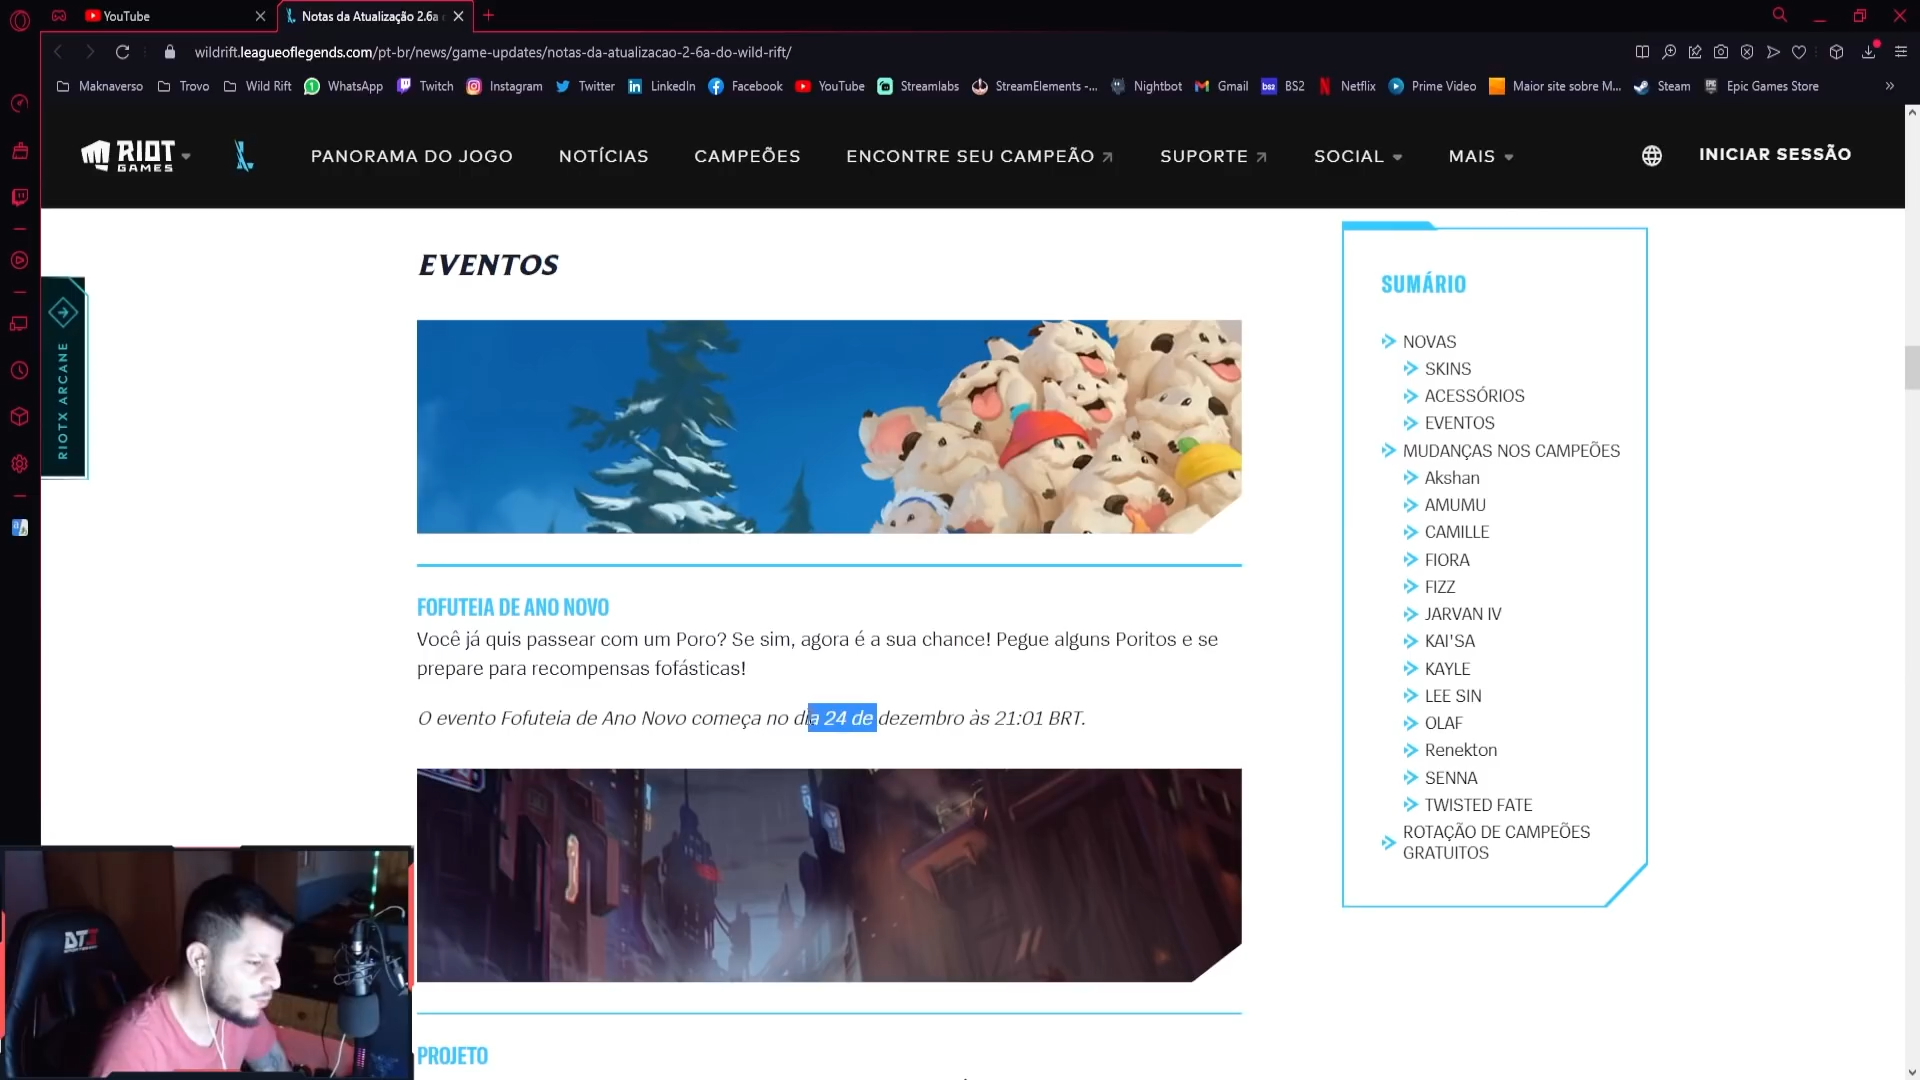 YouTube
Notas da Atualização 2.6a
wildrift.leagueoflegends.com/pt-br/news/game-updates/notas-da-atualizacao-2-6a-do-wild-rift/
Maknaverso
Trovo
Wild Rift
WhatsApp
Twitch
Instagram
Twitter
LinkedIn
Facebook
YouTube
Streamlabs
StreamElements -...
Nightbot
Gmail
BS2
Netflix
Prime Video
Maior site sobre M...
Steam
Epic Games Store
RIOT
GAMES
PANORAMA DO JOGO
NOTÍCIAS
CAMPEÕES
ENCONTRE SEU CAMPEÃO
SUPORTE
SOCIAL
MAIS
INICIAR SESSÃO
RIOTX ARCANE
EVENTOS
FOFUTEIA DE ANO NOVO
Você já quis passear com um Poro? Se sim, agora é a sua chance! Pegue alguns Poritos e se
prepare para recompensas fofásticas!
O evento Fofuteia de Ano Novo começa no dia 24 de dezembro às 21:01 BRT.
PROJETO
SUMÁRIO
NOVAS
SKINS
ACESSÓRIOS
EVENTOS
MUDANÇAS NOS CAMPEÕES
Akshan
AMUMU
CAMILLE
FIORA
FIZZ
JARVAN IV
KAI'SA
KAYLE
LEE SIN
OLAF
Renekton
SENNA
TWISTED FATE
ROTAÇÃO DE CAMPEÕES
GRATUITOS